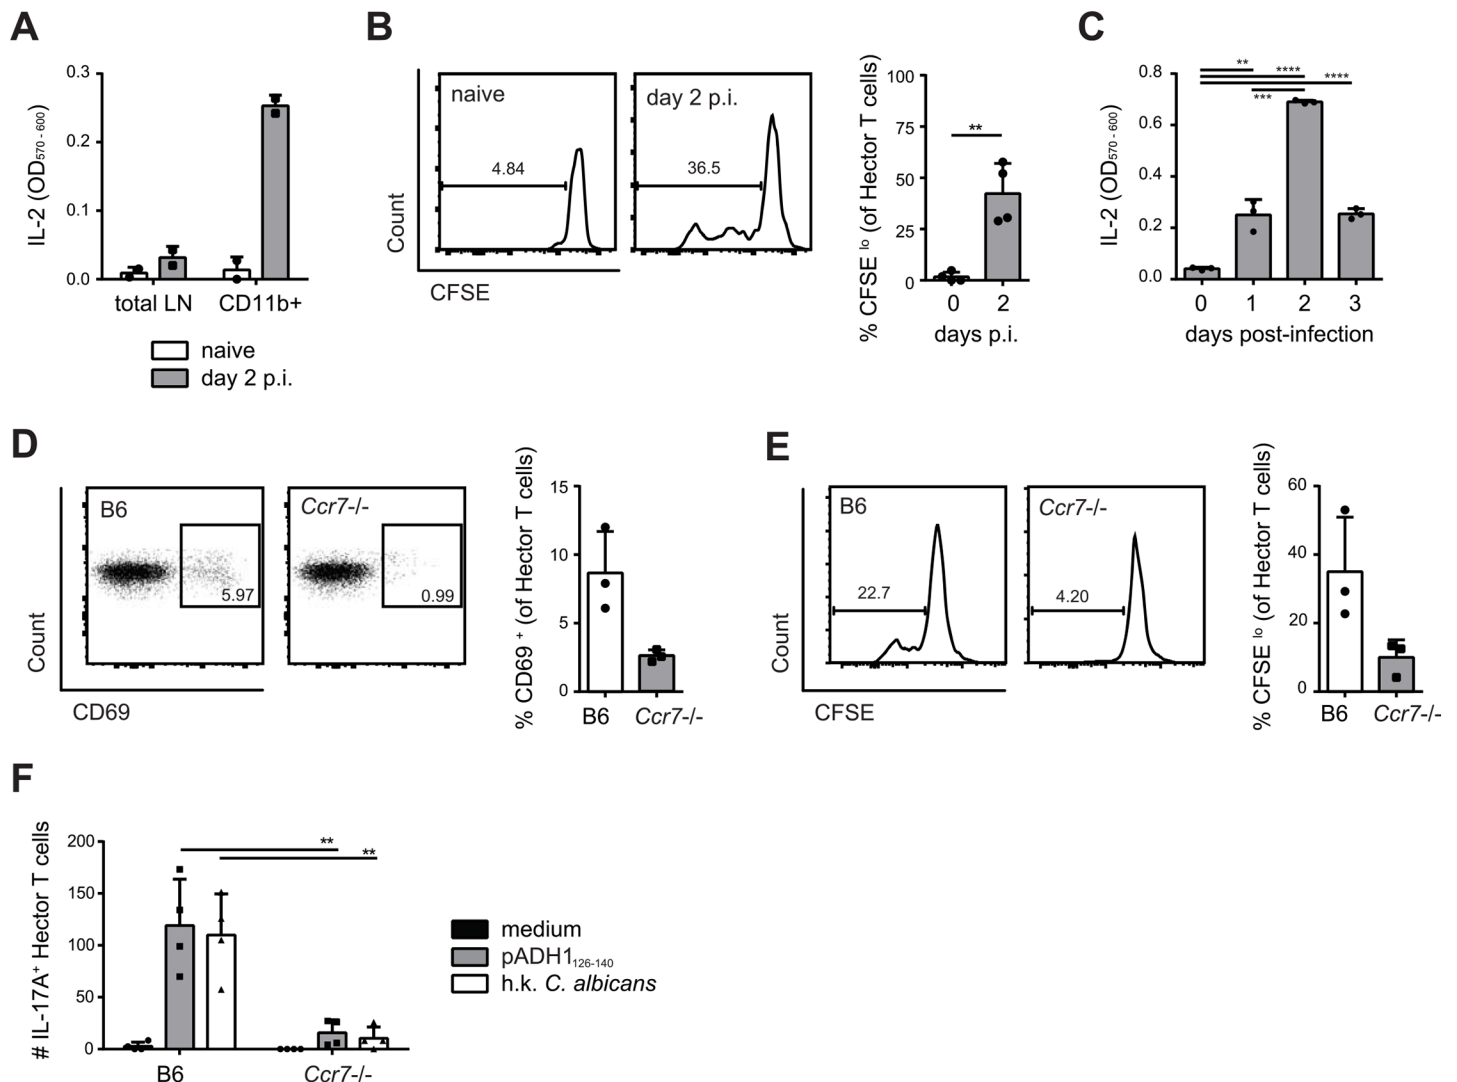 A
IL-2 (OD570 - 600)
0.3
0.2
0.1
0.0
total LN
CD11b+
naive
day 2 p.i.
B
Count
naive
4.84
day 2 p.i.
36.5
CFSE
% CFSE lo (of Hector T cells)
100
75
50
25
0
**
0
2
days p.i.
C
IL-2 (OD570 - 600)
0.8
0.6
0.4
0.2
0.0
**
****
****
***
0
1
2
3
days post-infection
D
Count
B6
5.97
Ccr7-/-
0.99
CD69
% CD69 + (of Hector T cells)
15
10
5
0
B6
Ccr7-/-
E
Count
B6
22.7
Ccr7-/-
4.20
CFSE
% CFSE lo (of Hector T cells)
60
40
20
0
B6
Ccr7-/-
F
# IL-17A+ Hector T cells
200
150
100
50
0
**
**
B6
Ccr7-/-
medium
pADH1126-140
h.k. C. albicans